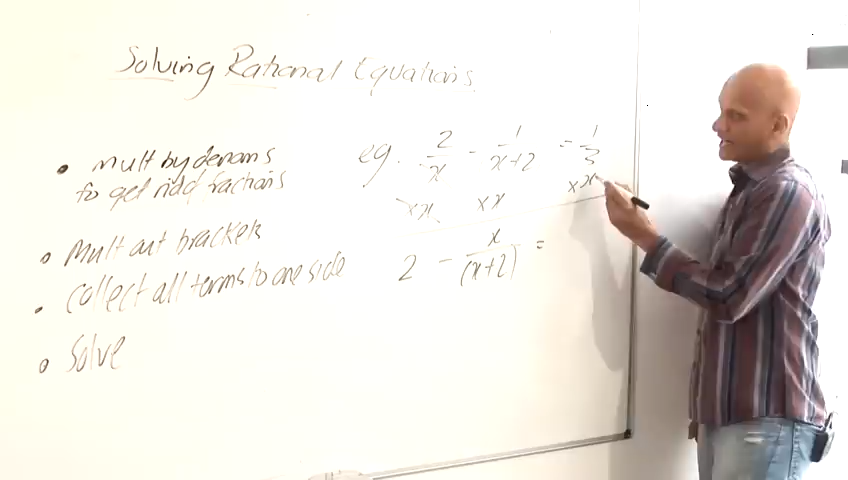 Solving Rational Equations
• Mult by denoms
to get rid of fractions
• Mult out brackets
• Collect all terms to one side
• Solve
eg. 2/x - 1/x+2 = 1/3
×x ×x ×x
2 - x/(x+2) =